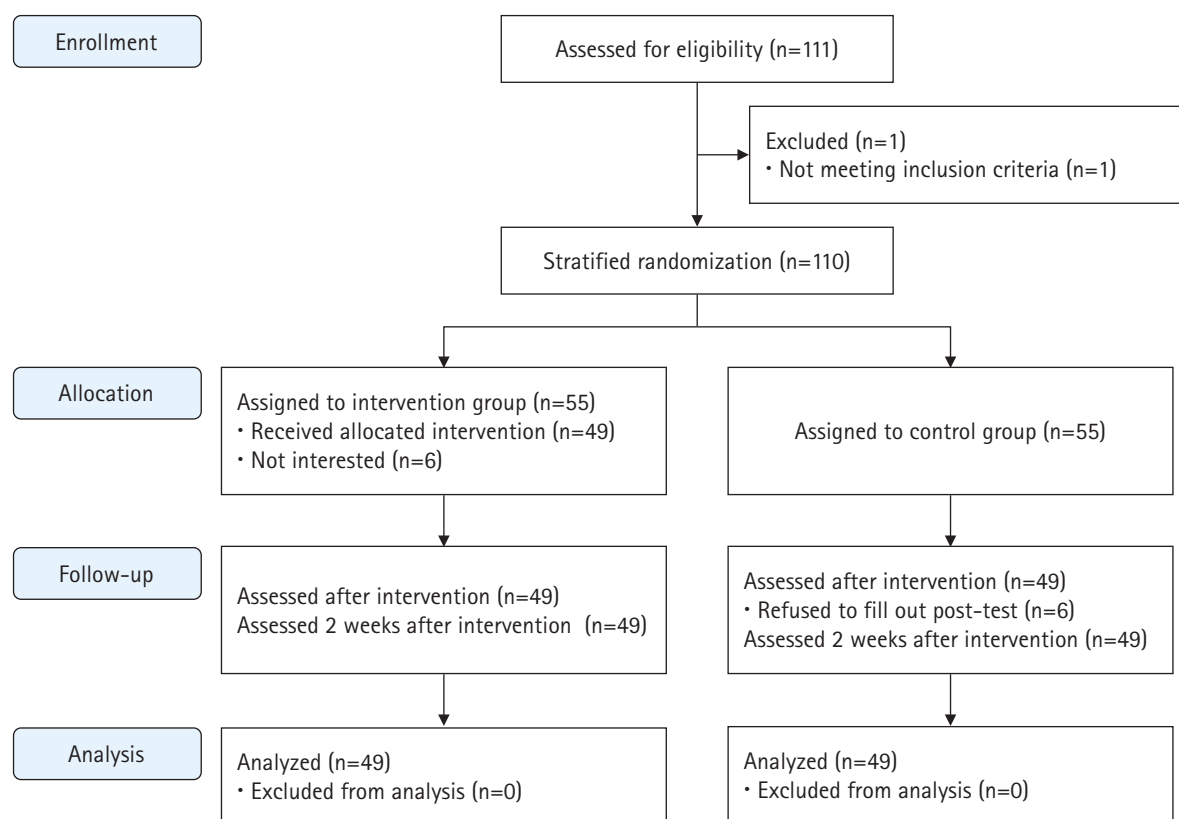 Enrollment
Assessed for eligibility (n=111)
Excluded (n=1)
• Not meeting inclusion criteria (n=1)
Stratified randomization (n=110)
Allocation
Assigned to intervention group (n=55)
• Received allocated intervention (n=49)
• Not interested (n=6)
Assigned to control group (n=55)
Follow-up
Assessed after intervention (n=49)
Assessed 2 weeks after intervention (n=49)
Assessed after intervention (n=49)
• Refused to fill out post-test (n=6)
Assessed 2 weeks after intervention (n=49)
Analysis
Analyzed (n=49)
• Excluded from analysis (n=0)
Analyzed (n=49)
• Excluded from analysis (n=0)